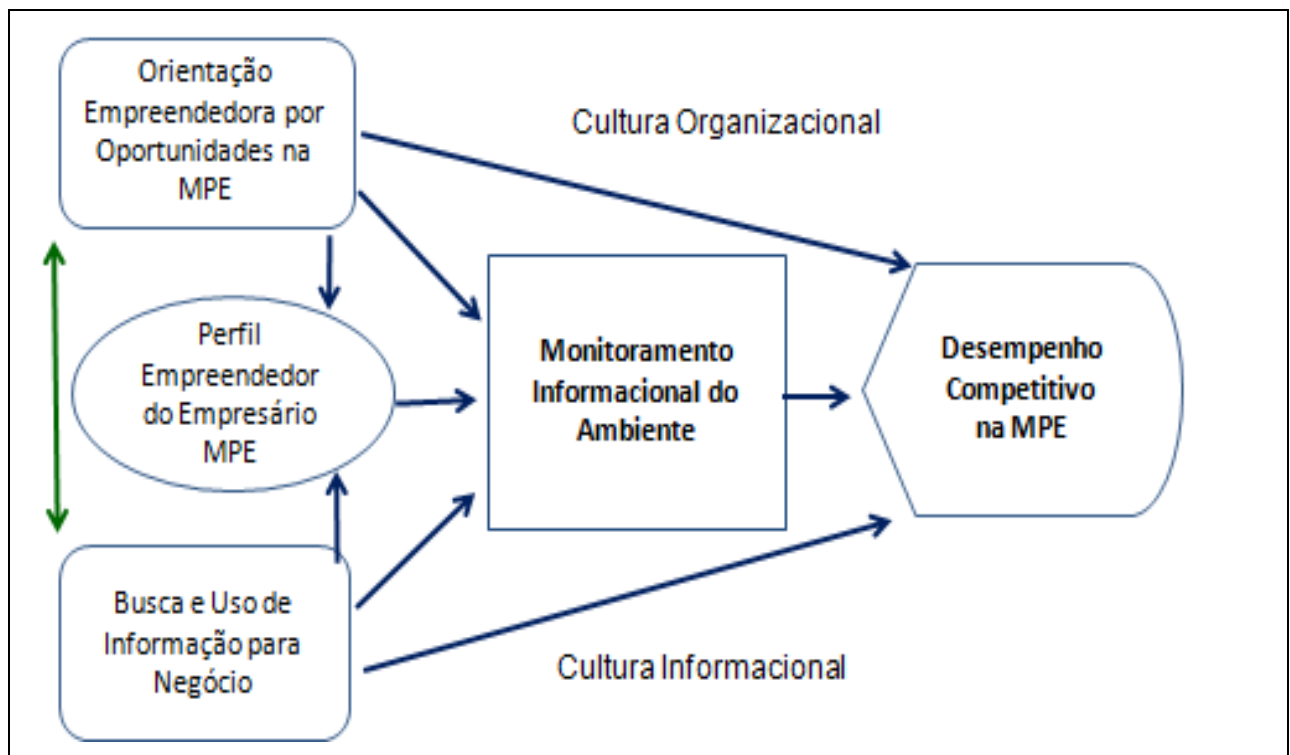 Orientação
Empreendedora por
Oportunidades na
MPE
Cultura Organizacional
Perfil
Empreendedor
do Empresário
MPE
Monitoramento
Informacional do
Ambiente
Desempenho
Competitivo
na MPE
Busca e Uso de
Informação para
Negócio
Cultura Informacional